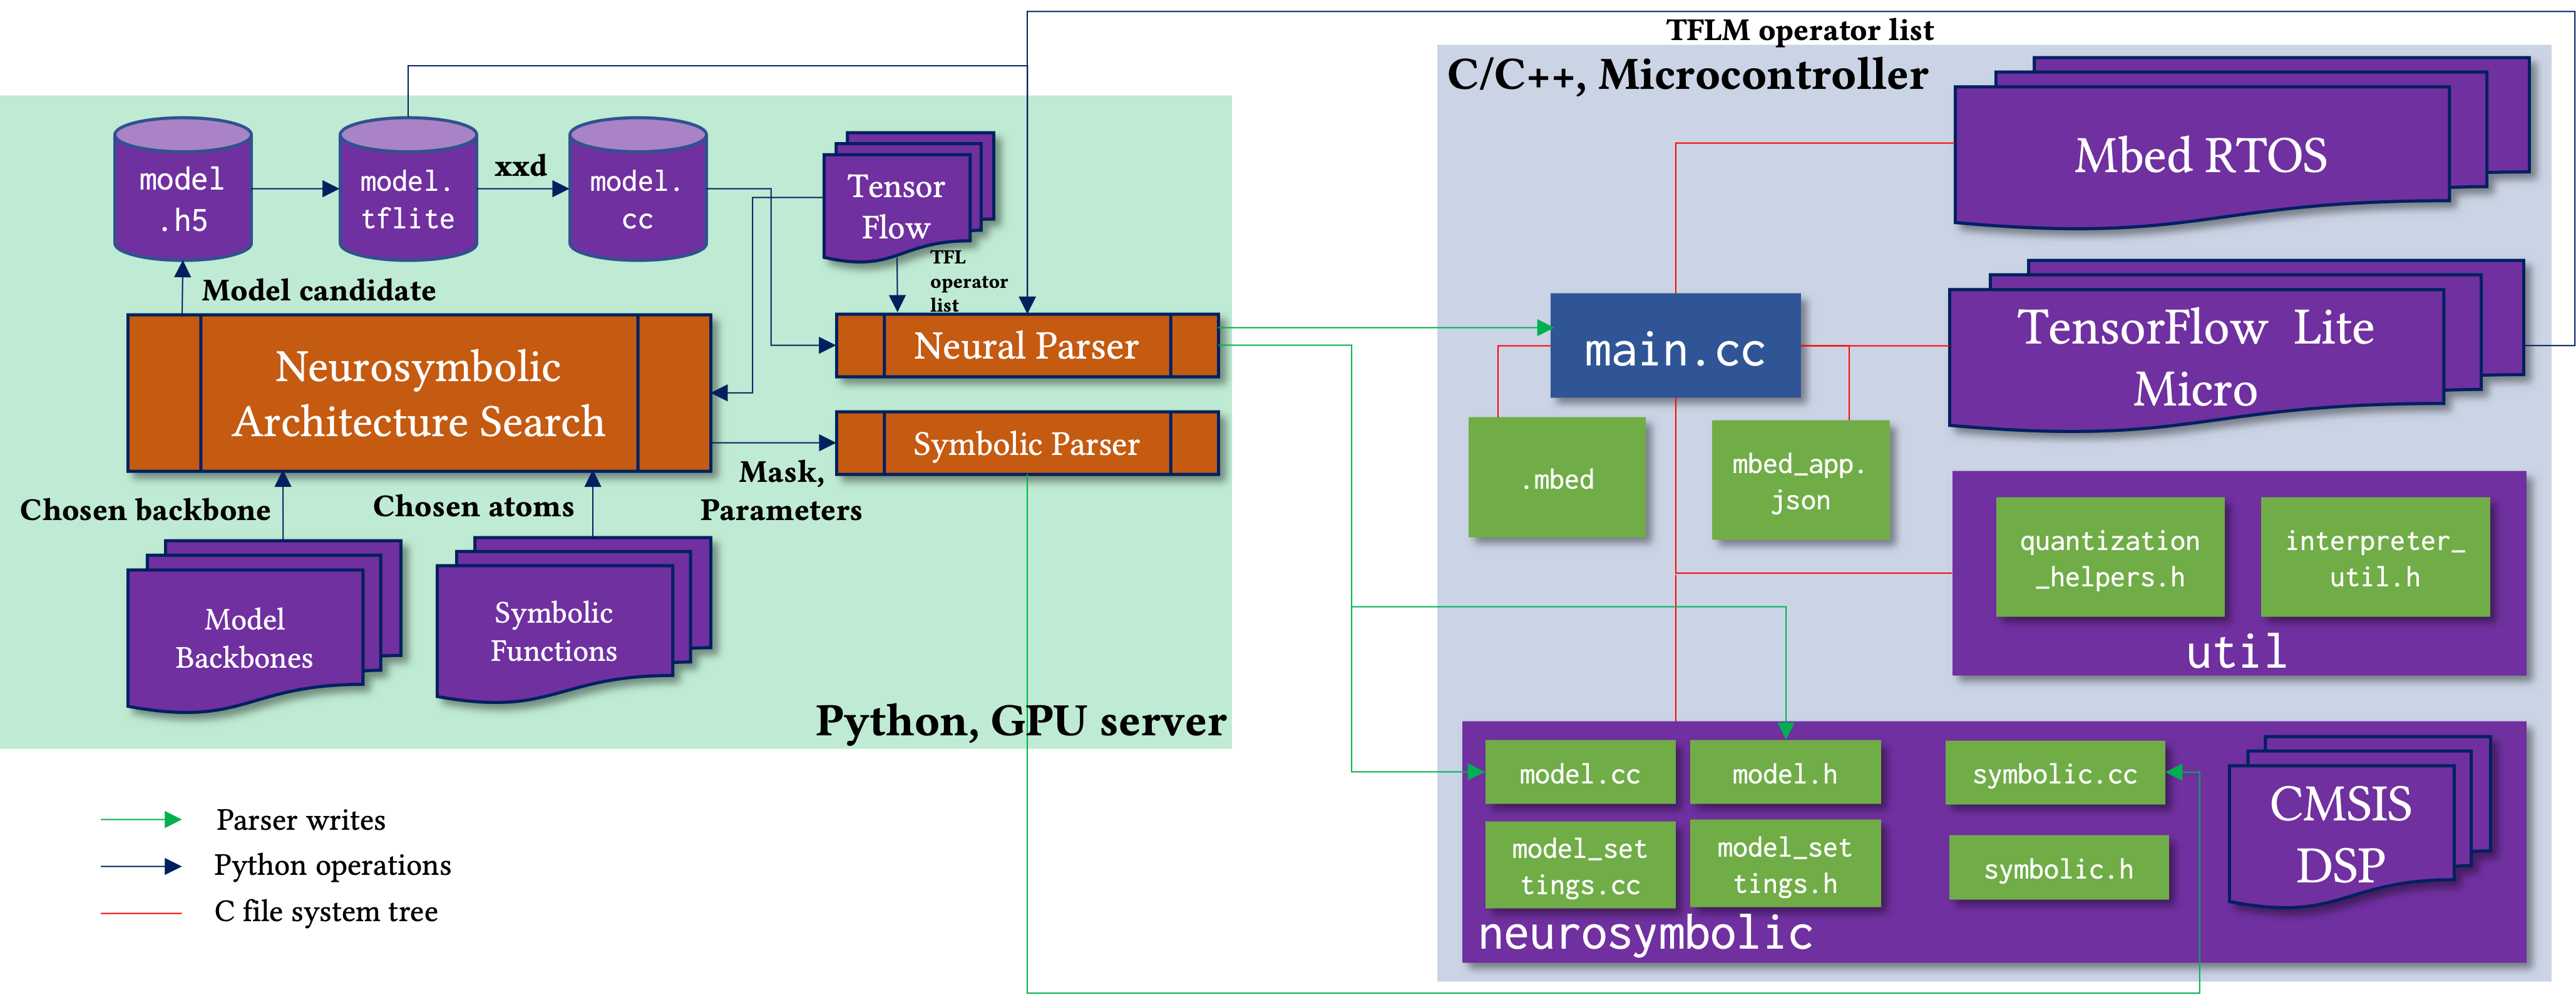 TFLM operator list
C/C++, Microcontroller
model
.h5
model.
tflite
xxd
model.
cc
Tensor
Flow
TFL
operator
list
Model candidate
Neurosymbolic
Architecture Search
Neural Parser
Symbolic Parser
Mask,
Parameters
Chosen backbone
Chosen atoms
Model
Backbones
Symbolic
Functions
Python, GPU server
Parser writes
Python operations
C file system tree
Mbed RTOS
main.cc
TensorFlow Lite
Micro
.mbed
mbed_app.
json
quantization
_helpers.h
interpreter_
util.h
util
model.cc
model.h
symbolic.cc
model_set
tings.cc
model_set
tings.h
symbolic.h
CMSIS
DSP
neurosymbolic